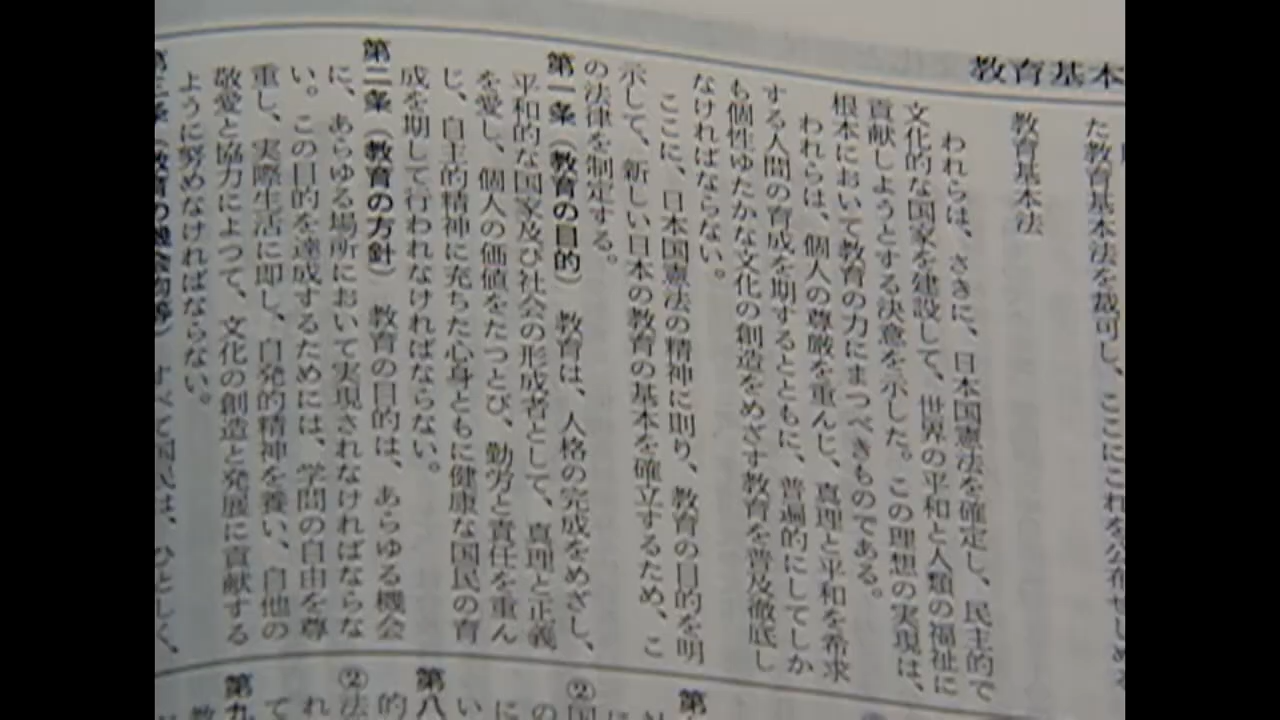 教育基本
た教育基本法を裁可し、ここにこれを公布せしめる
教育基本法
われらは、さきに、日本国憲法を確定し、民主的で
文化的な国家を建設して、世界の平和と人類の福祉に
貢献しようとする決意を示した。この理想の実現は、
根本において教育の力にまつべきものである。
われらは、個人の尊厳を重んじ、真理と平和を希求
する人間の育成を期するとともに、普遍的にしてしか
も個性ゆたかな文化の創造をめざす教育を普及徹底し
なければならない。
ここに、日本国憲法の精神に則り、教育の目的を明
示して、新しい日本の教育の基本を確立するため、こ
の法律を制定する。
第一条（教育の目的） 教育は、人格の完成をめざし、
平和的な国家及び社会の形成者として、真理と正義
を愛し、個人の価値をたつとび、勤労と責任を重ん
じ、自主的精神に充ちた心身ともに健康な国民の育
成を期して行われなければならない。
第二条（教育の方針） 教育の目的は、あらゆる機会
に、あらゆる場所において実現されなければならな
い。この目的を達成するためには、学問の自由を尊
重し、実際生活に即し、自発的精神を養い、自他の
敬愛と協力によつて、文化の創造と発展に貢献する
ように努めなければならない。
ひとしく、
第
②国
の
に
い
第八
的
②法
れ
て
第九
教